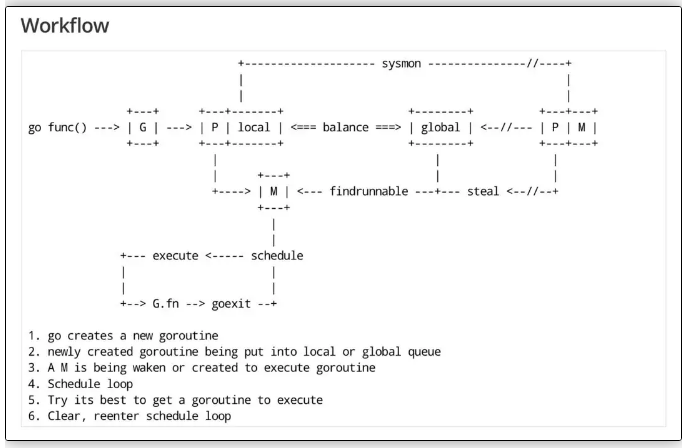 Workflow
+------------------- sysmon ---------------//----+
|                                                |
|                                                |
+---+      +---+-------+                +--------+          +---+---+
go func() ---> | G | ---> | P | local | <=== balance ===> | global | <--//--- | P | M |
+---+      +---+-------+                +--------+          +---+---+
|                                 |                 |
|      +---+                      |                 |
+----> | M | <--- findrunnable ---+--- steal <--//--+
+---+
|
|
+--- execute <----- schedule
|                   |
|                   |
+--> G.fn --> goexit --+
1. go creates a new goroutine
2. newly created goroutine being put into local or global queue
3. A M is being waken or created to execute goroutine
4. Schedule loop
5. Try its best to get a goroutine to execute
6. Clear, reenter schedule loop